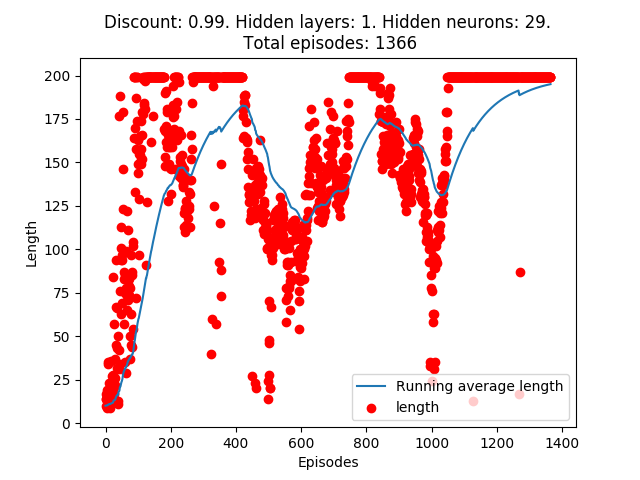 Discount: 0.99. Hidden layers: 1. Hidden neurons: 29.
Total episodes: 1366
200
175
150
125
100
75
50
25
0
Length
Running average length
length
0
200
400
600
800
1000
1200
1400
Episodes